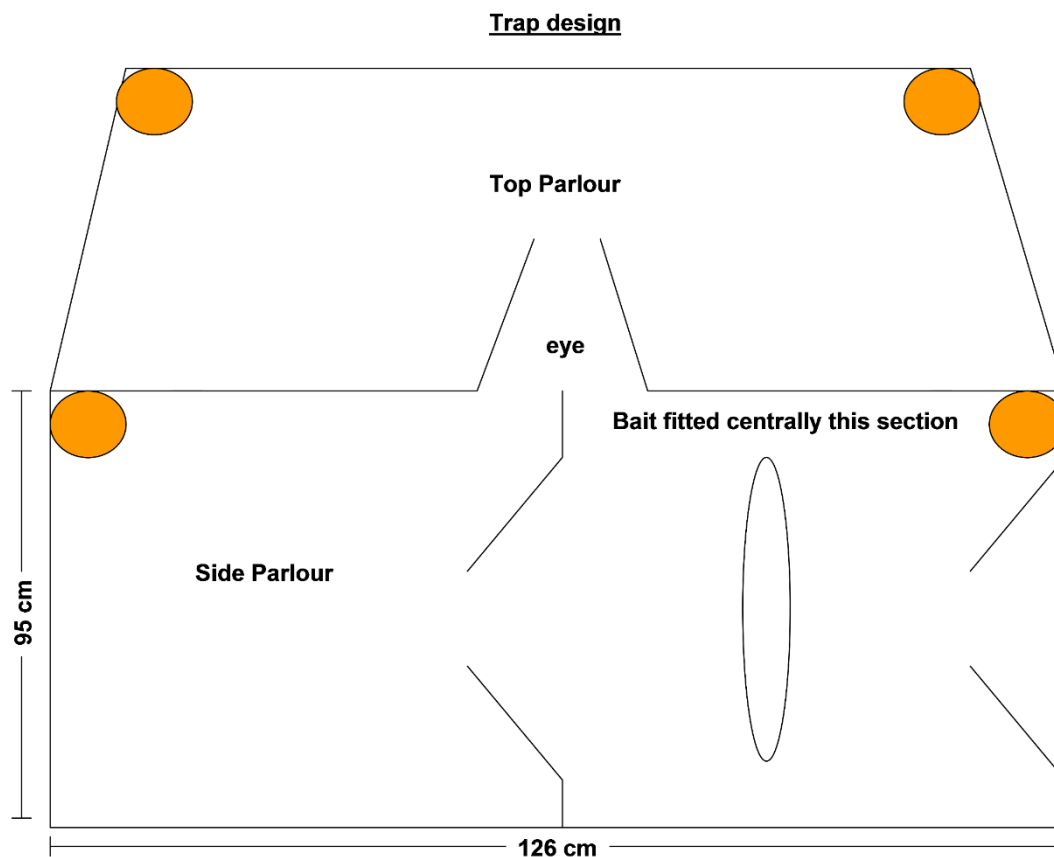 Trap design
Top Parlour
eye
Bait fitted centrally this section
Side Parlour
95 cm
126 cm